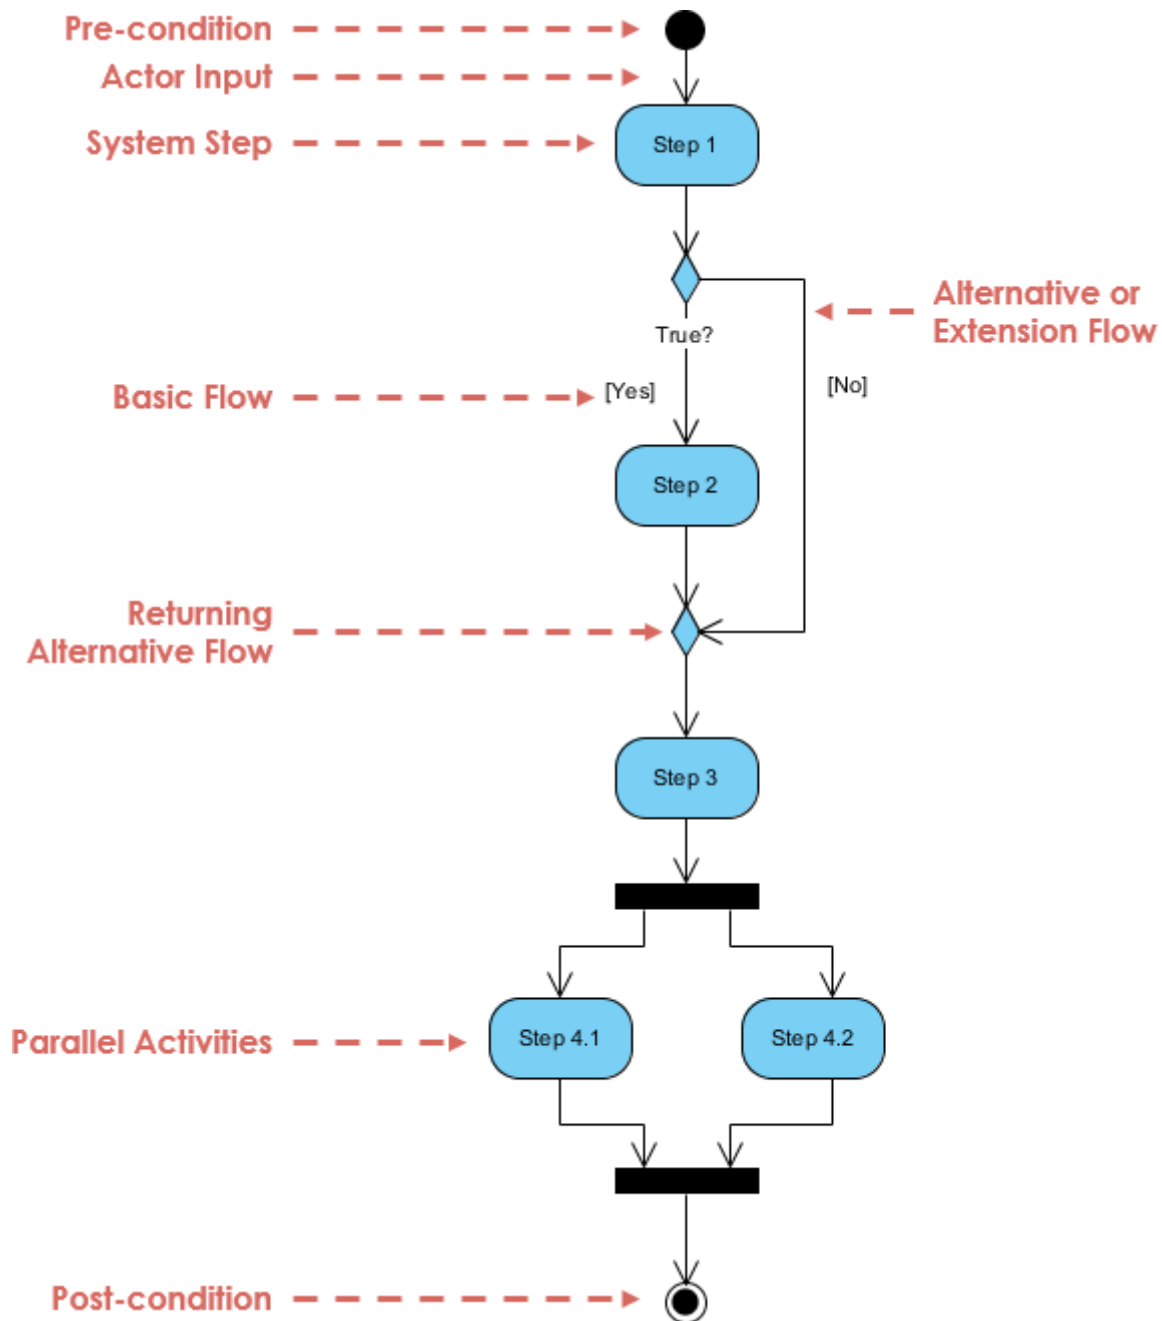 Pre-condition
Actor Input
System Step
Step 1
Alternative or
Extension Flow
True?
[No]
Basic Flow
[Yes]
Step 2
Returning
Alternative Flow
Step 3
Parallel Activities
Step 4.1
Step 4.2
Post-condition